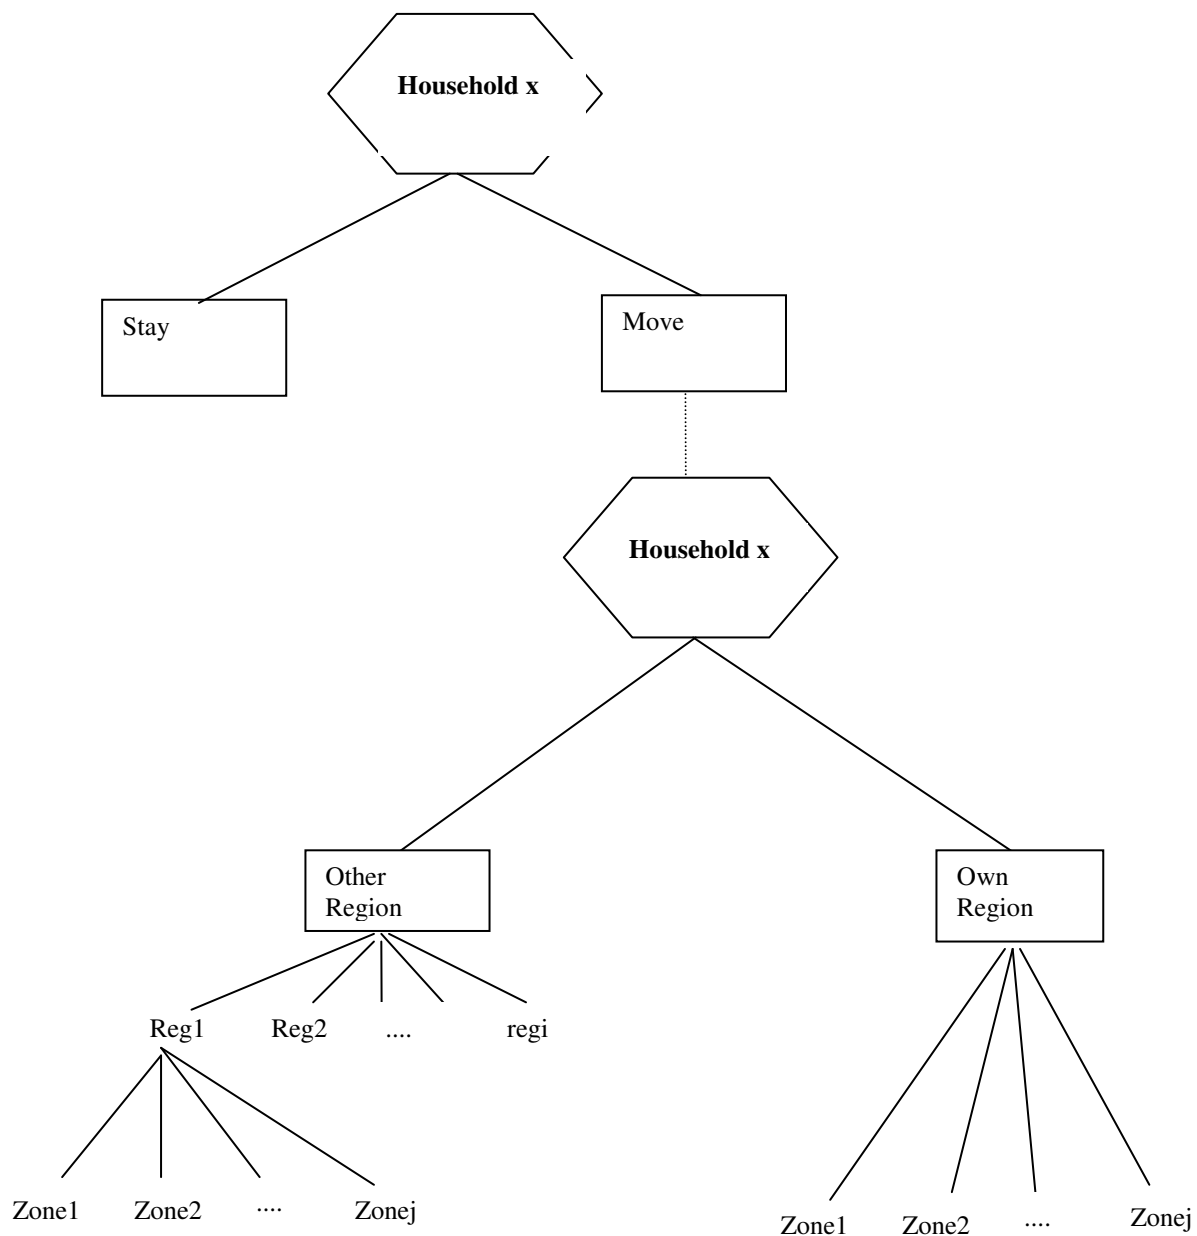 Household x
Stay
Move
Household x
Other
Region
Own
Region
Reg1
Reg2
....
regi
Zone1
Zone2
....
Zonej
Zone1
Zone2
....
Zonej